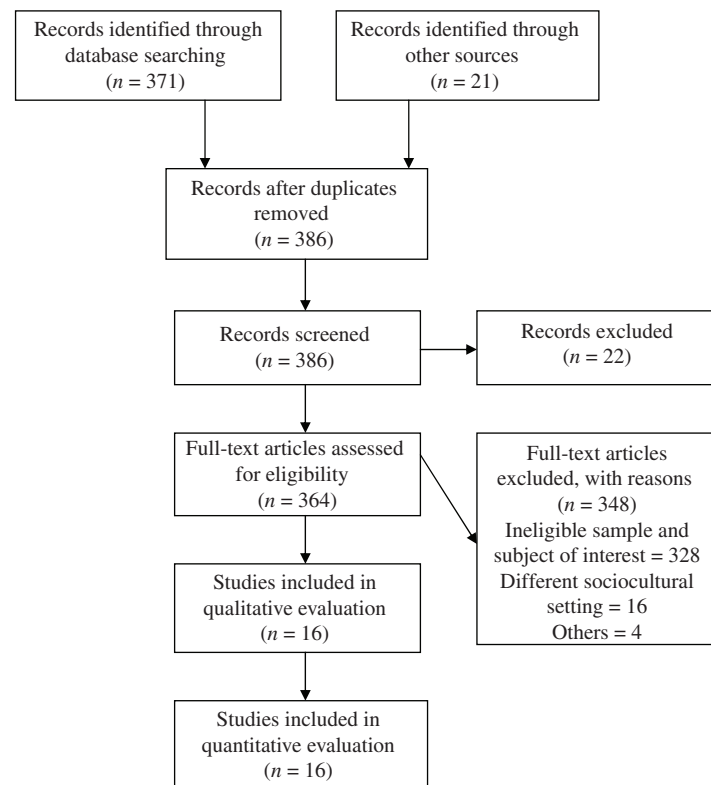 Records identified through
database searching
(n = 371)
Records identified through
other sources
(n = 21)
Records after duplicates
removed
(n = 386)
Records screened
(n = 386)
Records excluded
(n = 22)
Full-text articles assessed
for eligibility
(n = 364)
Full-text articles
excluded, with reasons
(n = 348)
Ineligible sample and
subject of interest = 328
Different sociocultural
setting = 16
Others = 4
Studies included in
qualitative evaluation
(n = 16)
Studies included in
quantitative evaluation
(n = 16)